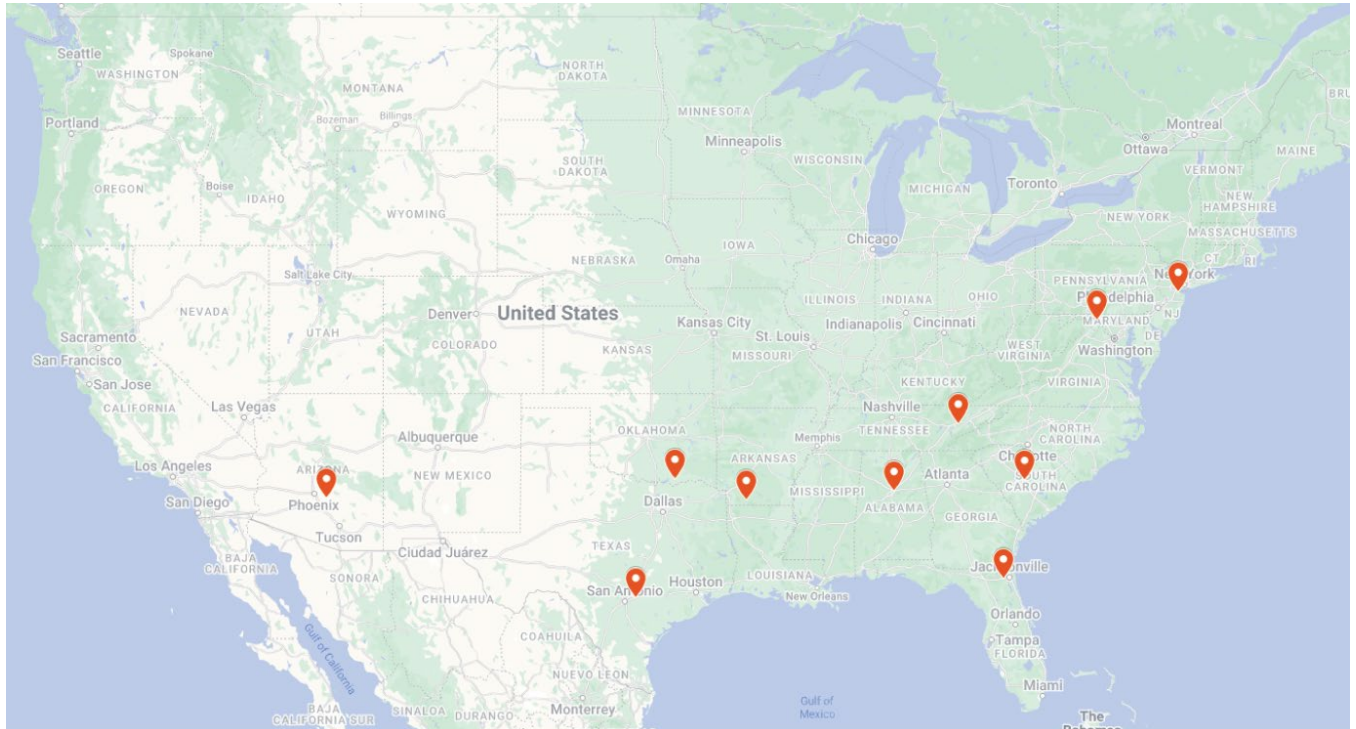 Seattle
Spokane
WASHINGTON
NORTH
DAKOTA
MONTANA
Bozeman
Billings
Portland
MINNESOTA
Minneapolis
Montreal
Ottawa
MAINE
SOUTH
DAKOTA
WISCONSIN
VERMONT
OREGON
Boise
IDAHO
MICHIGAN
Toronto
NEW
HAMPSHIRE
WYOMING
NEW YORK
MASSACHUSETTS
IOWA
Chicago
NEBRASKA
Omaha
CT
RI
Salt Lake City
PENNSYLVANIA
Philadelphia
NEVADA
Denver
United States
ILLINOIS
INDIANA
OHIO
NJ
UTAH
COLORADO
Kansas City
Indianapolis
Cincinnati
MARYLAND
Sacramento
St. Louis
DE
San Francisco
KANSAS
MISSOURI
WEST
VIRGINIA
Washington
San Jose
KENTUCKY
VIRGINIA
CALIFORNIA
Las Vegas
Nashville
TENNESSEE
OKLAHOMA
Albuquerque
Memphis
NORTH
CAROLINA
Los Angeles
NEW MEXICO
ARKANSAS
Atlanta
SOUTH
CAROLINA
San Diego
Phoenix
Dallas
MISSISSIPPI
ALABAMA
GEORGIA
Tucson
Ciudad Juárez
TEXAS
BAJA
CALIFORNIA
SONORA
Houston
LOUISIANA
CHIHUAHUA
New Orleans
Orlando
COAHUILA
Tampa
FLORIDA
Gulf of California
NUEVO LEON
Miami
BAJA
CALIFORNIA SUR
SINALOA
DURANGO
Monterrey
Gulf of
Mexico
The